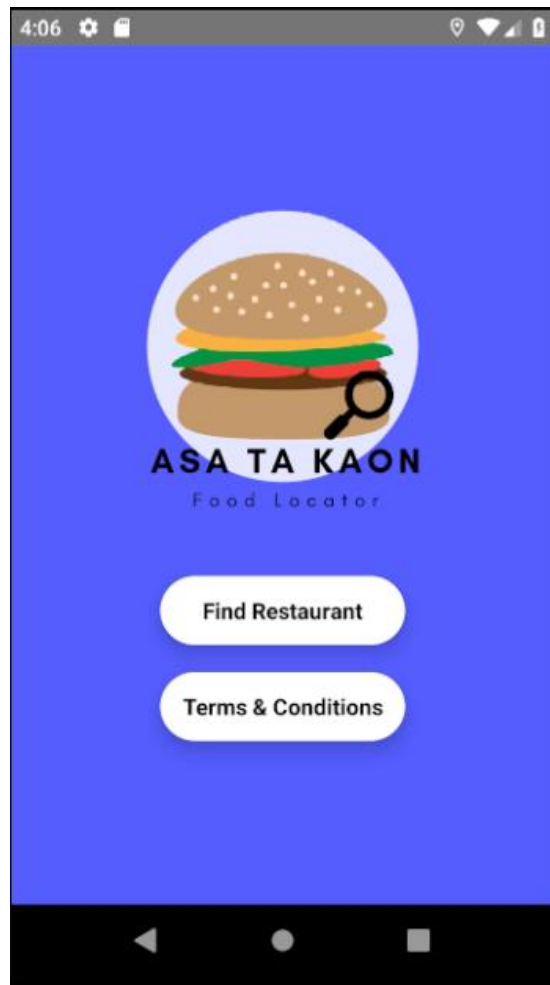 4:06
ASA TA KAON
Food Locator
Find Restaurant
Terms & Conditions